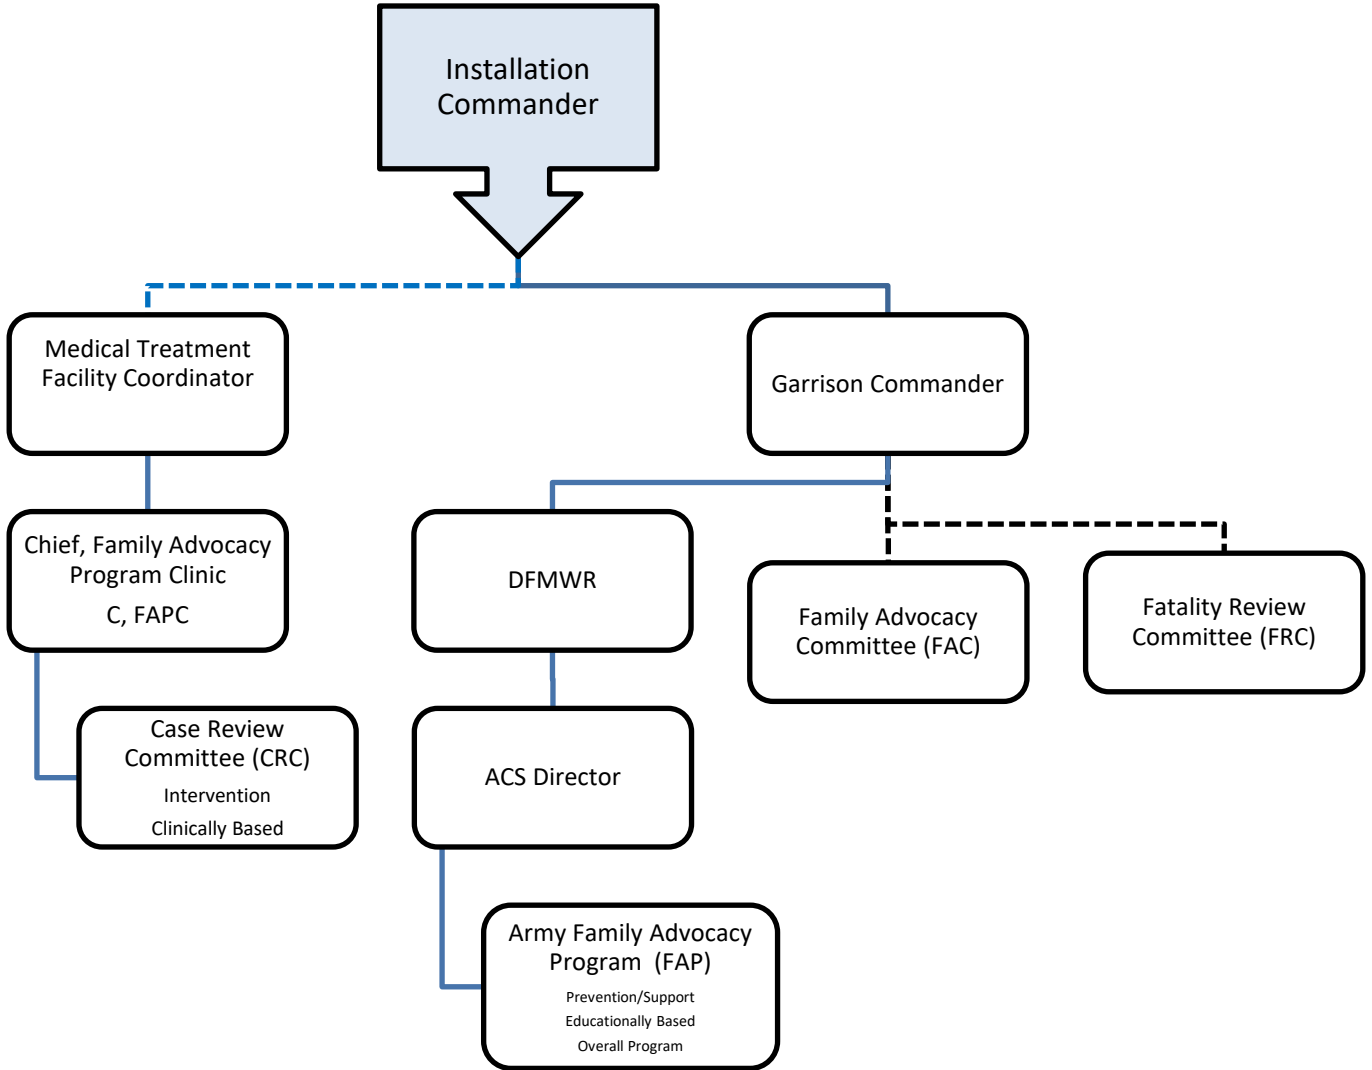 Installation
Commander
Medical Treatment
Facility Coordinator
Garrison Commander
Chief, Family Advocacy
Program Clinic
C, FAPC
DFMWR
Family Advocacy
Committee (FAC)
Fatality Review
Committee (FRC)
Case Review
Committee (CRC)
Intervention
Clinically Based
ACS Director
Army Family Advocacy
Program (FAP)
Prevention/Support
Educationally Based
Overall Program